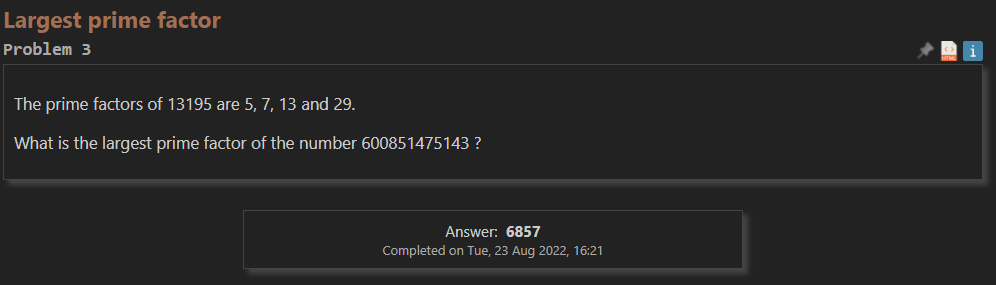 Largest prime factor
Problem 3
HTML
i
The prime factors of 13195 are 5, 7, 13 and 29.
What is the largest prime factor of the number 600851475143 ?
Answer: 6857
Completed on Tue, 23 Aug 2022, 16:21